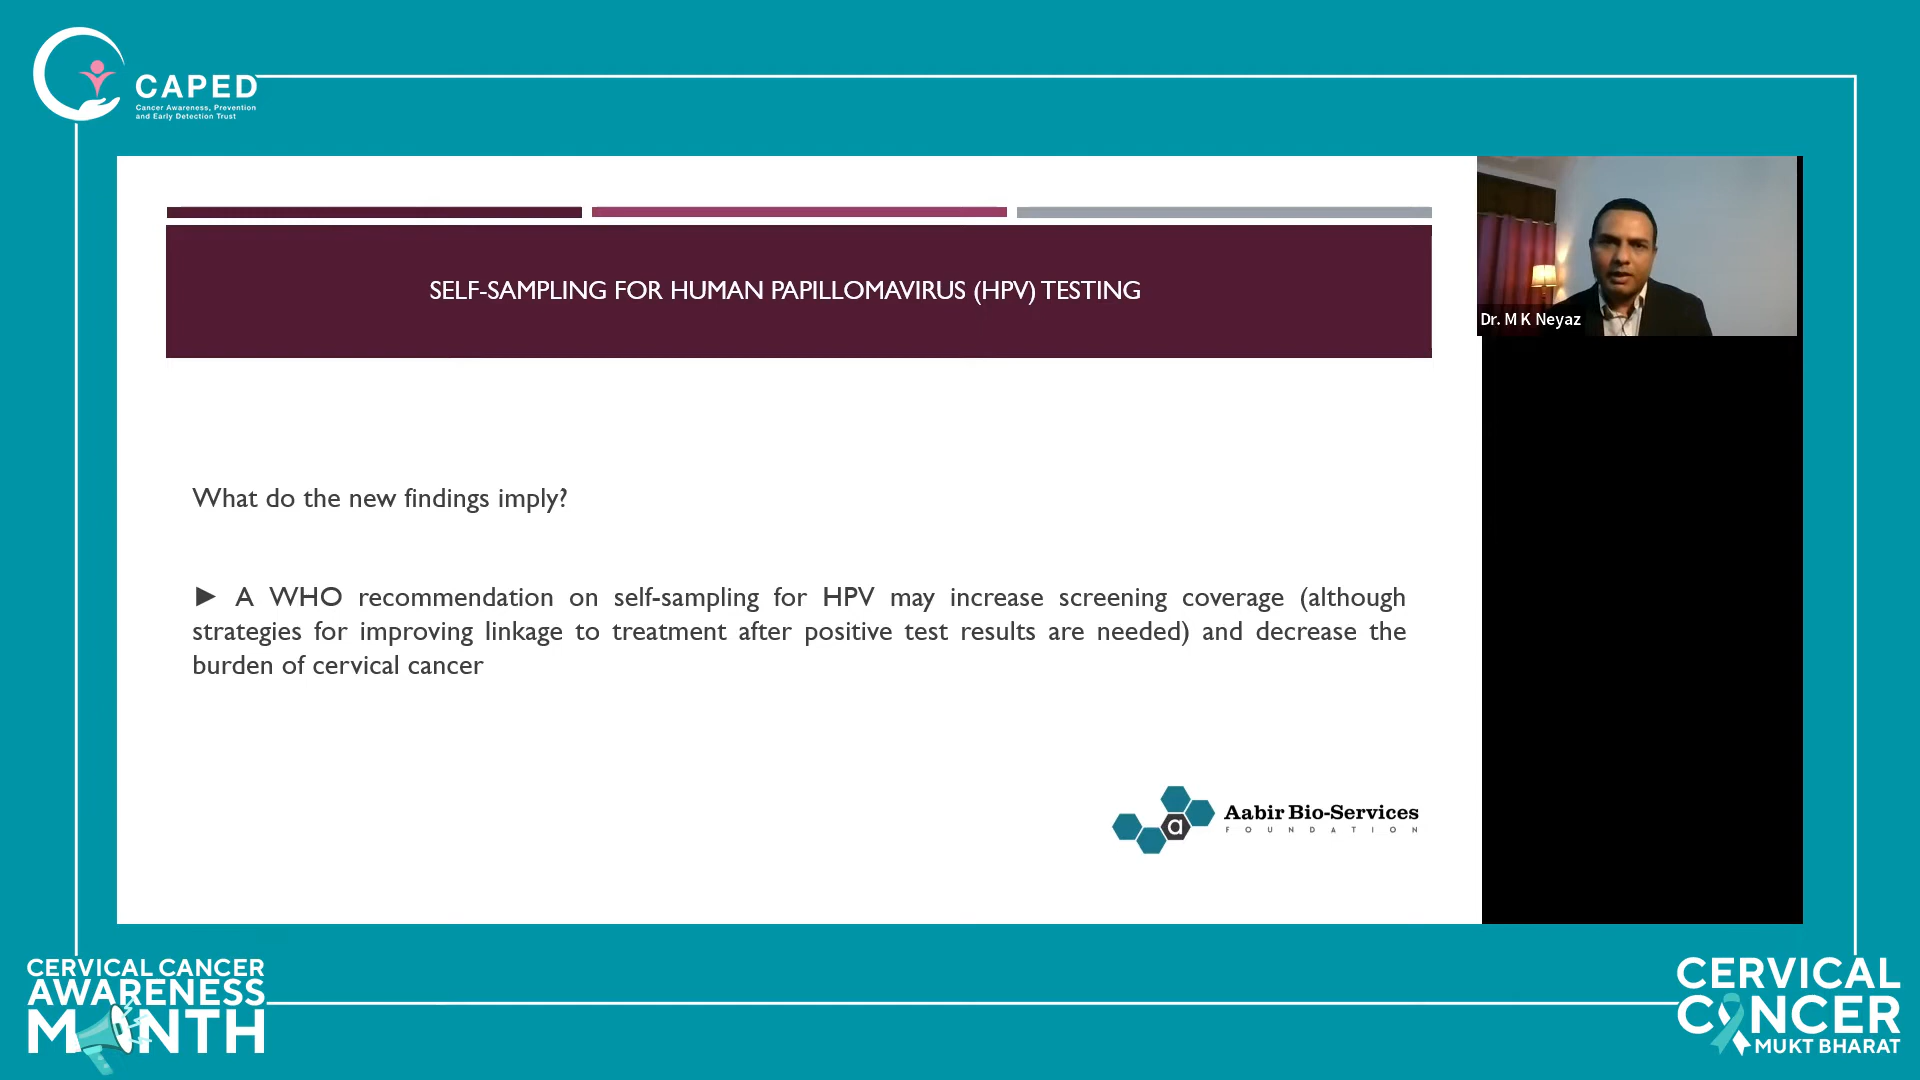 CAPED
Cancer Awareness, Prevention
and Early Detection Trust
SELF-SAMPLING FOR HUMAN PAPILLOMAVIRUS (HPV) TESTING
Dr. M K Neyaz
What do the new findings imply?
► A WHO recommendation on self-sampling for HPV may increase screening coverage (although
strategies for improving linkage to treatment after positive test results are needed) and decrease the
burden of cervical cancer
a
Aabir Bio-Services
FOUNDATION
CERVICAL CANCER
AWARENESS
MONTH
CERVICAL
CANCER
MUKT BHARAT